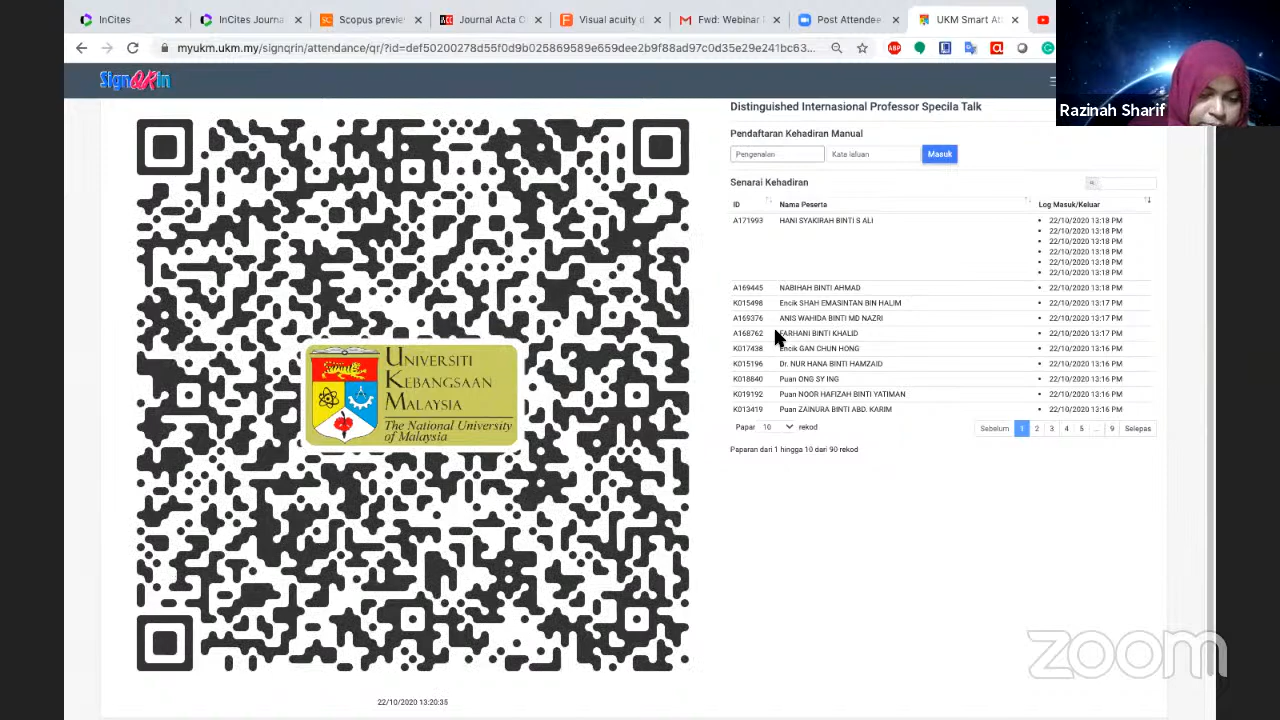 InCites
InCites Journa
Scopus previe
Journal Acta O
Visual acuity d
Fwd: Webinar
Post Attendee
UKM Smart At
myukm.ukm.my/signqrin/attendance/qr/?id=def50200278d55f0d9b025869589e659dee2b9f88ad97c0d35e29e241bc63...
ABP
SignQRin
Razinah Sharif
Distinguished Internasional Professor Specila Talk
Pendaftaran Kehadiran Manual
Pengenalan Kata laluan Masuk
Senarai Kehadiran
ID Nama Peserta Log Masuk/Keluar
A171993 HANI SYAKIRAH BINTI S ALI • 22/10/2020 13:18 PM
• 22/10/2020 13:18 PM
• 22/10/2020 13:18 PM
• 22/10/2020 13:18 PM
• 22/10/2020 13:18 PM
• 22/10/2020 13:18 PM
A169445 NABIHAH BINTI AHMAD • 22/10/2020 13:18 PM
K015498 Encik SHAH EMASINTAN BIN HALIM • 22/10/2020 13:17 PM
A169376 ANIS WAHIDA BINTI MD NAZRI • 22/10/2020 13:17 PM
A168762 FARHANI BINTI KHALID • 22/10/2020 13:17 PM
K017438 Encik GAN CHUN HONG • 22/10/2020 13:16 PM
K015196 Dr. NUR HANA BINTI HAMZAID • 22/10/2020 13:16 PM
K018840 Puan ONG SY ING • 22/10/2020 13:16 PM
K019192 Puan NOOR HAFIZAH BINTI YATIMAN • 22/10/2020 13:16 PM
K013419 Puan ZAINURA BINTI ABD. KARIM • 22/10/2020 13:16 PM
Papar 10 rekod
Sebelum 1 2 3 4 5 ... 9 Selepas
Paparan dari 1 hingga 10 dari 90 rekod
UNIVERSITI
KEBANGSAAN
MALAYSIA
The National University
of Malaysia
22/10/2020 13:20:35
zoom